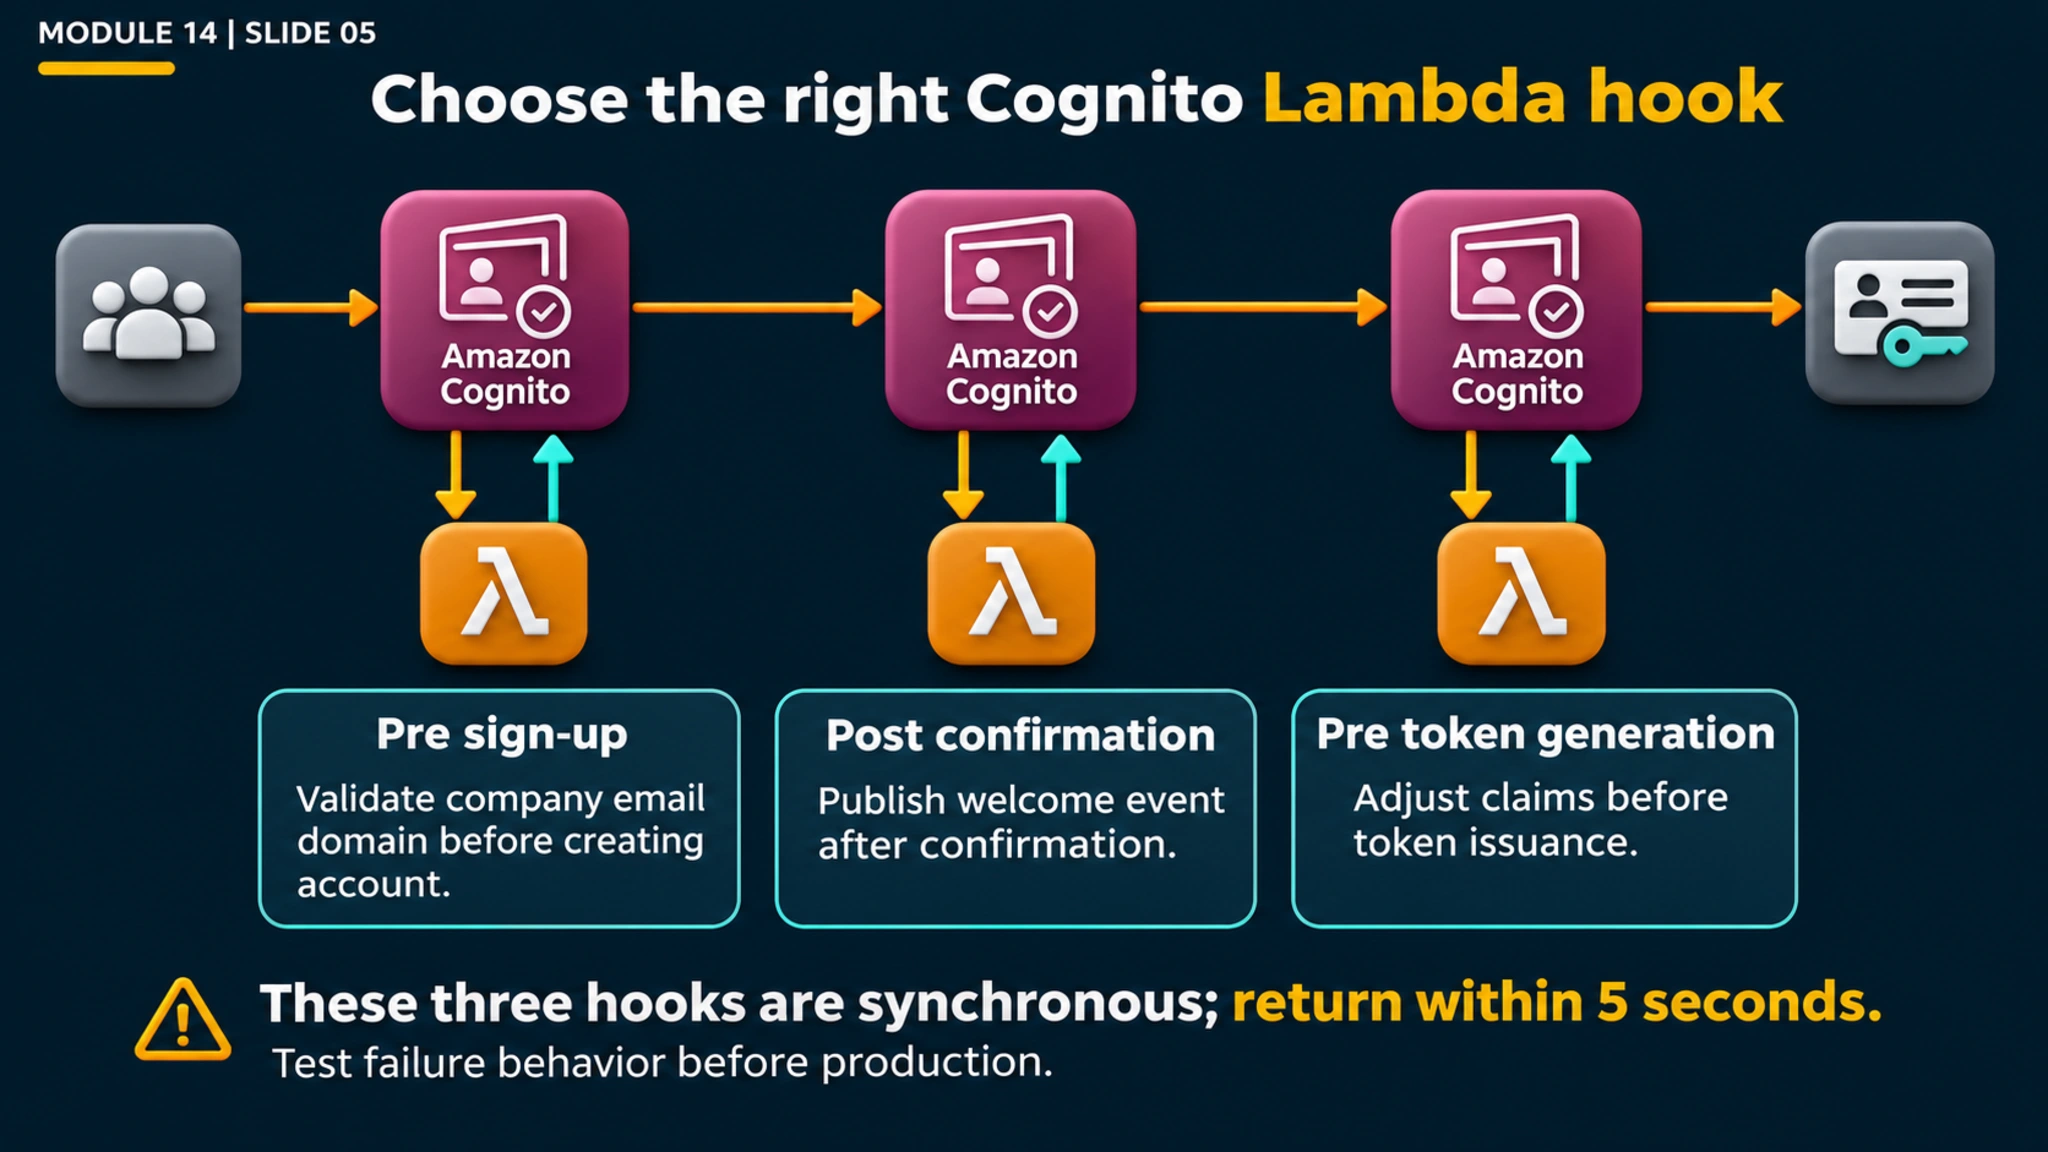 MODULE 14 | SLIDE 05
Choose the right Cognito Lambda hook
Amazon
Cognito
Amazon
Cognito
Amazon
Cognito
Pre sign-up
Validate company email
domain before creating
account.
Post confirmation
Publish welcome event
after confirmation.
Pre token generation
Adjust claims before
token issuance.
These three hooks are synchronous; return within 5 seconds.
Test failure behavior before production.